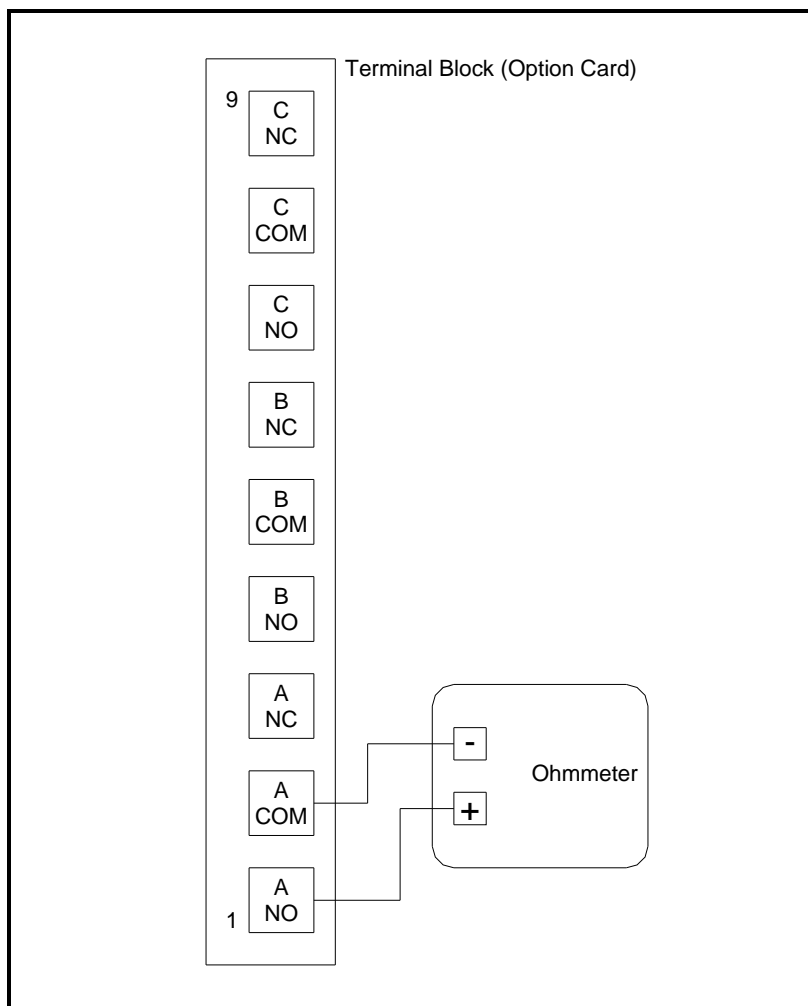 Terminal Block (Option Card)
9
C
NC
C
COM
C
NO
B
NC
B
COM
B
NO
A
NC
-
Ohmmeter
A
COM
+
A
NO
1